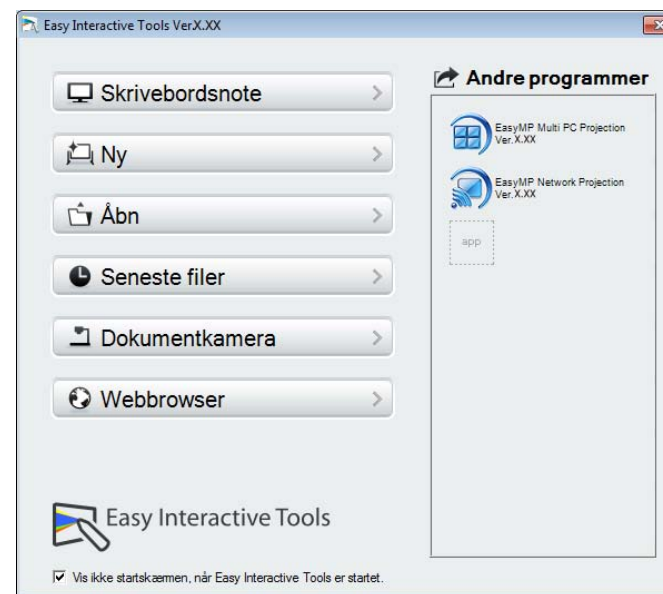 Easy Interactive Tools Ver.X.XX
Skrivebordsnote
Ny
Åbn
Seneste filer
Dokumentkamera
Webbrowser
Andre programmer
EasyMP Multi PC Projection
Ver.X.XX
EasyMP Network Projection
Ver.X.XX
app
Easy Interactive Tools
Vis ikke startskærmen, når Easy Interactive Tools er startet.